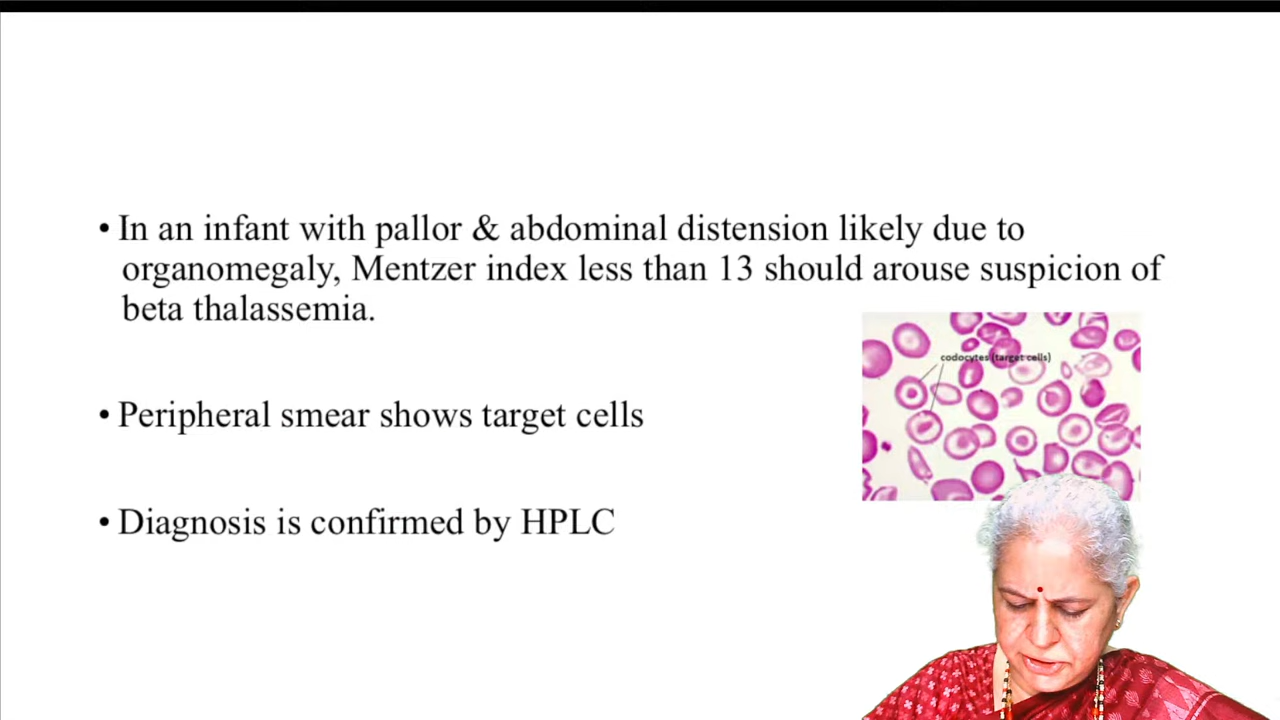 • In an infant with pallor & abdominal distension likely due to
organomegaly, Mentzer index less than 13 should arouse suspicion of
beta thalassemia.
codocytes (target cells)
• Peripheral smear shows target cells
• Diagnosis is confirmed by HPLC